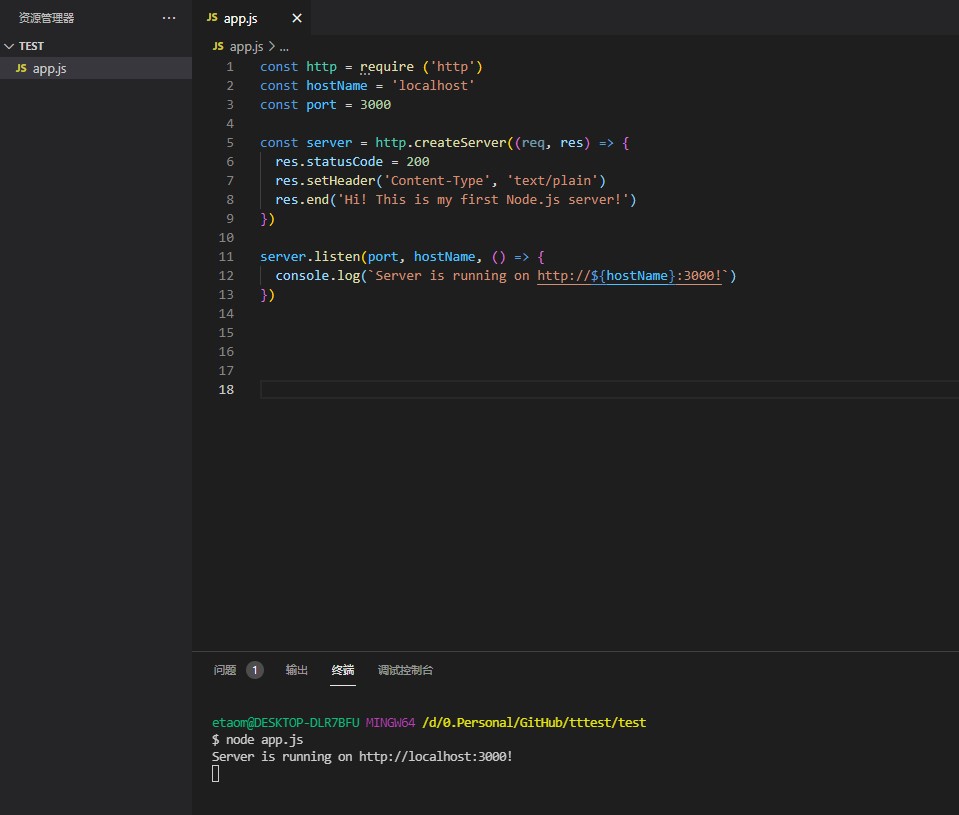 资源管理器 ...
JS app.js ×
TEST
JS app.js > ...
JS app.js
1 const http = require ('http')
2 const hostName = 'localhost'
3 const port = 3000
4
5 const server = http.createServer((req, res) => {
6 res.statusCode = 200
7 res.setHeader('Content-Type', 'text/plain')
8 res.end('Hi! This is my first Node.js server!')
9 })
10
11 server.listen(port, hostName, () => {
12 console.log(`Server is running on http://${hostName}:3000!`)
13 })
14
15
16
17
18
问题 1 输出 终端 调试控制台
etaom@DESKTOP-DLR7BFU MINGW64 /d/0.Personal/GitHub/tttest/test
$ node app.js
Server is running on http://localhost:3000!